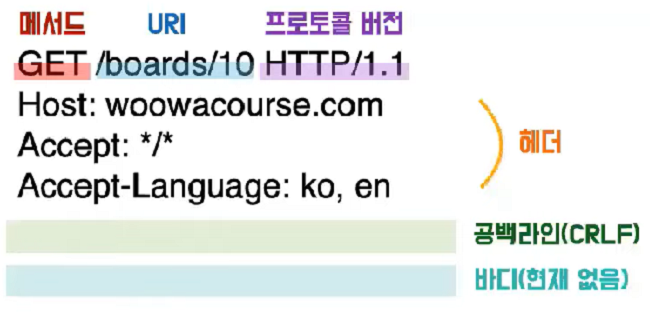 메서드 URI 프로토콜 버전
GET /boards/10 HTTP/1.1
Host: woowacourse.com
Accept: */*
헤더
Accept-Language: ko, en
공백라인(CRLF)
바디(현재 없음)